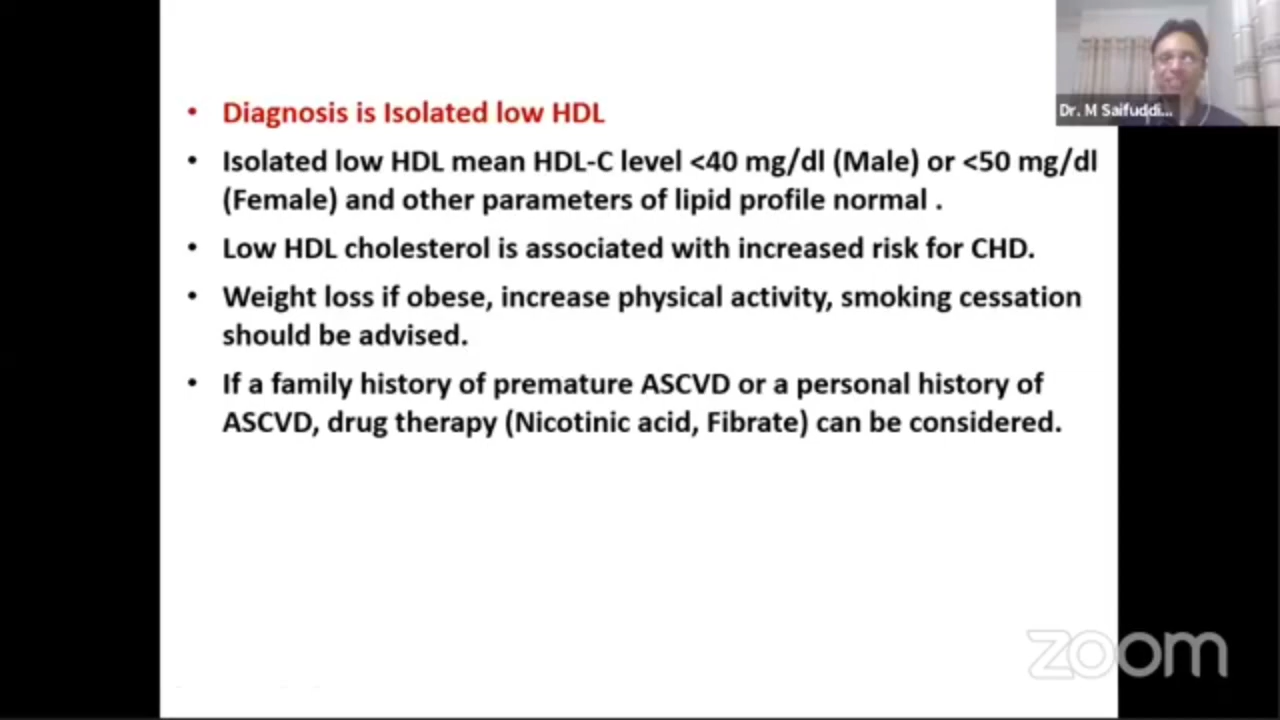 • Diagnosis is Isolated low HDL
• Isolated low HDL mean HDL-C level <40 mg/dl (Male) or <50 mg/dl
(Female) and other parameters of lipid profile normal .
• Low HDL cholesterol is associated with increased risk for CHD.
• Weight loss if obese, increase physical activity, smoking cessation
should be advised.
• If a family history of premature ASCVD or a personal history of
ASCVD, drug therapy (Nicotinic acid, Fibrate) can be considered.
Dr. M Saifuddi...
zoom